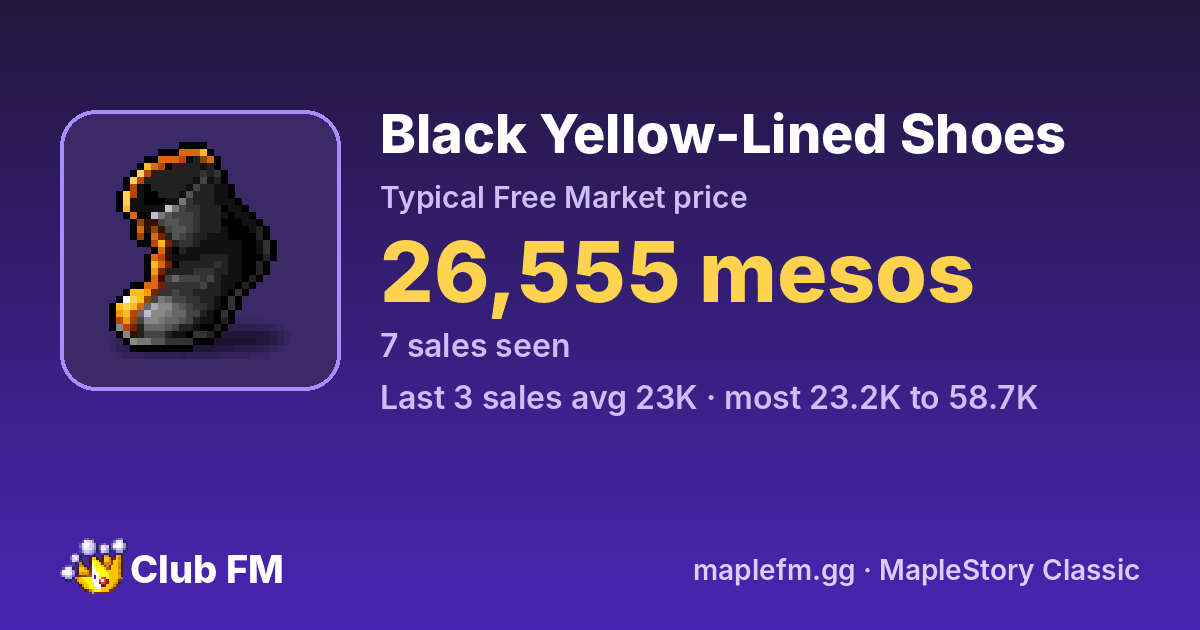 Black Yellow-Lined Shoes
Typical Free Market price
26,555 mesos
7 sales seen
Last 3 sales avg 23K · most 23.2K to 58.7K
Club FM
maplefm.gg · MapleStory Classic